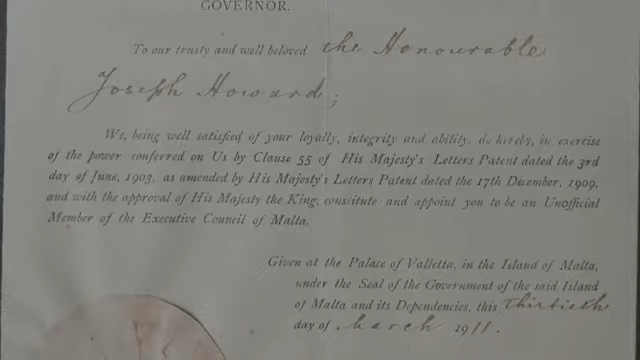 GOVERNOR.
To our trusty and well beloved the Honourable
Joseph Howard;
We, being well satisfied of your loyalty, integrity and ability, do hereby, in exercise
of the power conferred on Us by Clause 55 of His Majesty's Letters Patent dated the 3rd
day of June, 1903, as amended by His Majesty's Letters Patent dated the 17th December, 1909,
and with the approval of His Majesty the King, constitute and appoint you to be an Unofficial
Member of the Executive Council of Malta.
Given at the Palace of Valletta, in the Island of Malta,
under the Seal of the Government of the said Island
of Malta and its Dependencies, this thirtieth
day of March 1911.